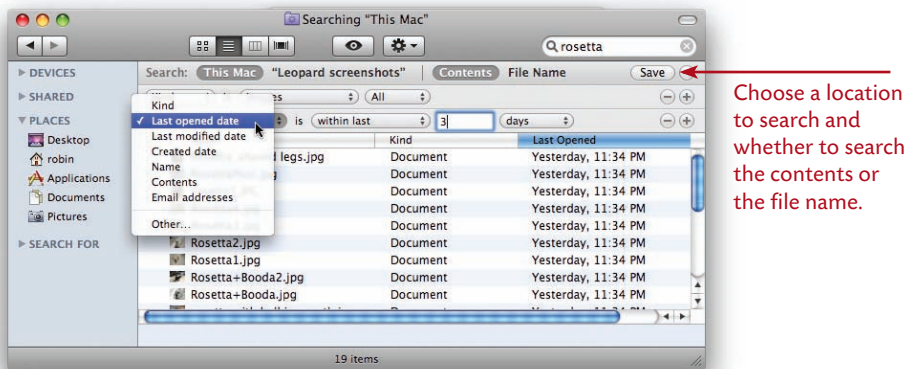 Searching "This Mac"
rosetta
DEVICES
SHARED
PLACES
Desktop
robin
Applications
Documents
Pictures
SEARCH FOR
Search: This Mac "Leopard screenshots" Contents File Name Save
All
Kind
✓ Last opened date
Last modified date
Created date
Name
Contents
Email addresses
Other...
is within last 3 days
Kind Last Opened
legs.jpg Document Yesterday, 11:34 PM
Document Yesterday, 11:34 PM
Document Yesterday, 11:34 PM
Document Yesterday, 11:34 PM
Document Yesterday, 11:34 PM
Rosetta2.jpg Document Yesterday, 11:34 PM
Rosetta1.jpg Document Yesterday, 11:34 PM
Rosetta+Booda2.jpg Document Yesterday, 11:34 PM
Rosetta+Booda.jpg Document Yesterday, 11:34 PM
19 items
Choose a location
to search and
whether to search
the contents or
the file name.